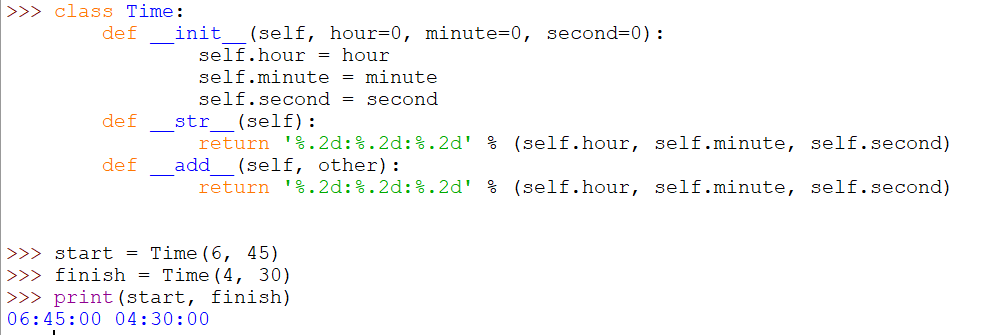 >>> class Time:
        def __init__(self, hour=0, minute=0, second=0):
                self.hour = hour
                self.minute = minute
                self.second = second
        def __str__(self):
                return '%.2d:%.2d:%.2d' % (self.hour, self.minute, self.second)
        def __add__(self, other):
                return '%.2d:%.2d:%.2d' % (self.hour, self.minute, self.second)
>>> start = Time(6, 45)
>>> finish = Time(4, 30)
>>> print(start, finish)
06:45:00 04:30:00